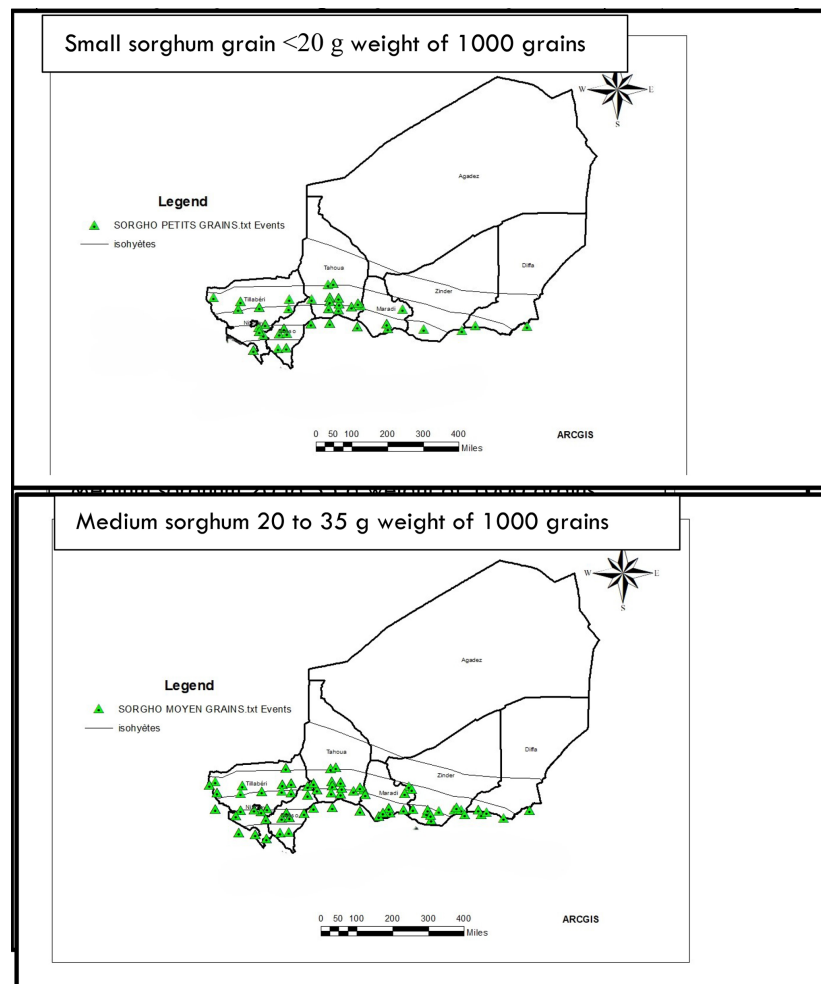 Small sorghum grain <20 g weight of 1000 grains
W E
S
Agadez
Legend
SORGHO PETITS GRAINS.txt Events
isohyètes
Tahoua
Diffa
Zinder
Tillabéri
Maradi
0 50 100 200 300 400
Miles
ARCGIS
Medium sorghum 20 to 35 g weight of 1000 grains
W E
S
Agadez
Legend
SORGHO MOYEN GRAINS.txt Events
isohyètes
Tahoua
Diffa
Zinder
Tillabéri
Maradi
0 50 100 200 300 400
Miles
ARCGIS